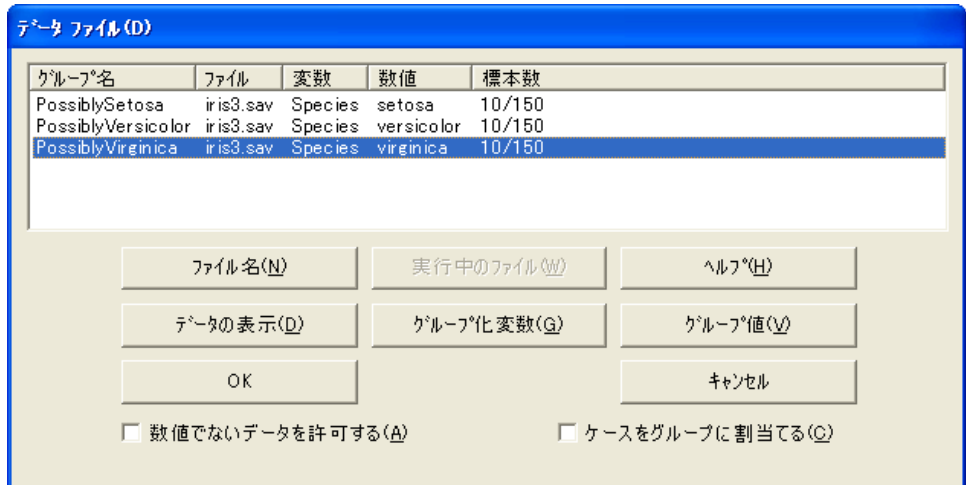 ﾃﾞｰﾀ ﾌｧｲﾙ(D)
ｸﾞﾙｰﾌﾟ名 ﾌｧｲﾙ 変数 数値 標本数
PossiblySetosa iris3.sav Species setosa 10/150
PossiblyVersicolor iris3.sav Species versicolor 10/150
PossiblyVirginica iris3.sav Species virginica 10/150
ﾌｧｲﾙ名(N) 実行中のﾌｧｲﾙ(W) ﾍﾙﾌﾟ(H)
ﾃﾞｰﾀの表示(D) ｸﾞﾙｰﾌﾟ化変数(G) ｸﾞﾙｰﾌﾟ値(V)
OK ｷｬﾝｾﾙ
数値でないデータを許可する(A) ケースをグループに割当てる(C)